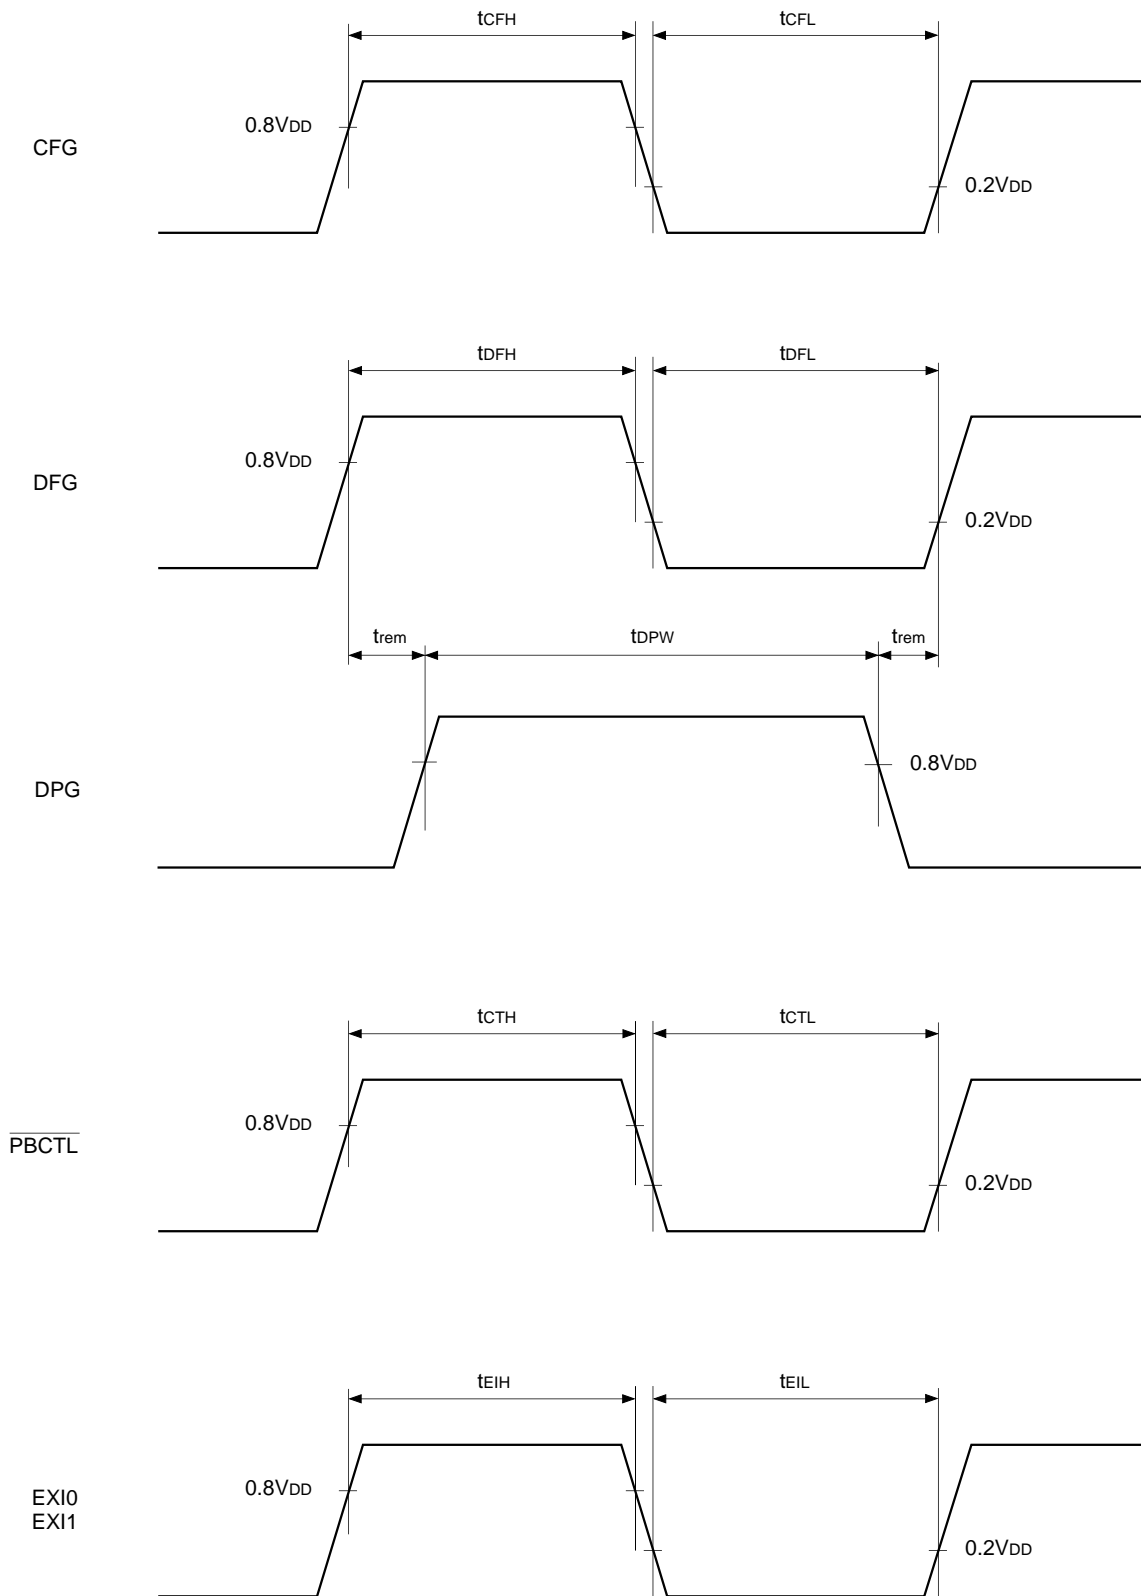 tCFH
tCFL
0.8VDD
CFG
0.2VDD
tDFH
tDFL
0.8VDD
DFG
0.2VDD
trem
tDPW
trem
0.8VDD
DPG
tCTH
tCTL
0.8VDD
PBCTL
0.2VDD
tEIH
tEIL
0.8VDD
EXI0
EXI1
0.2VDD